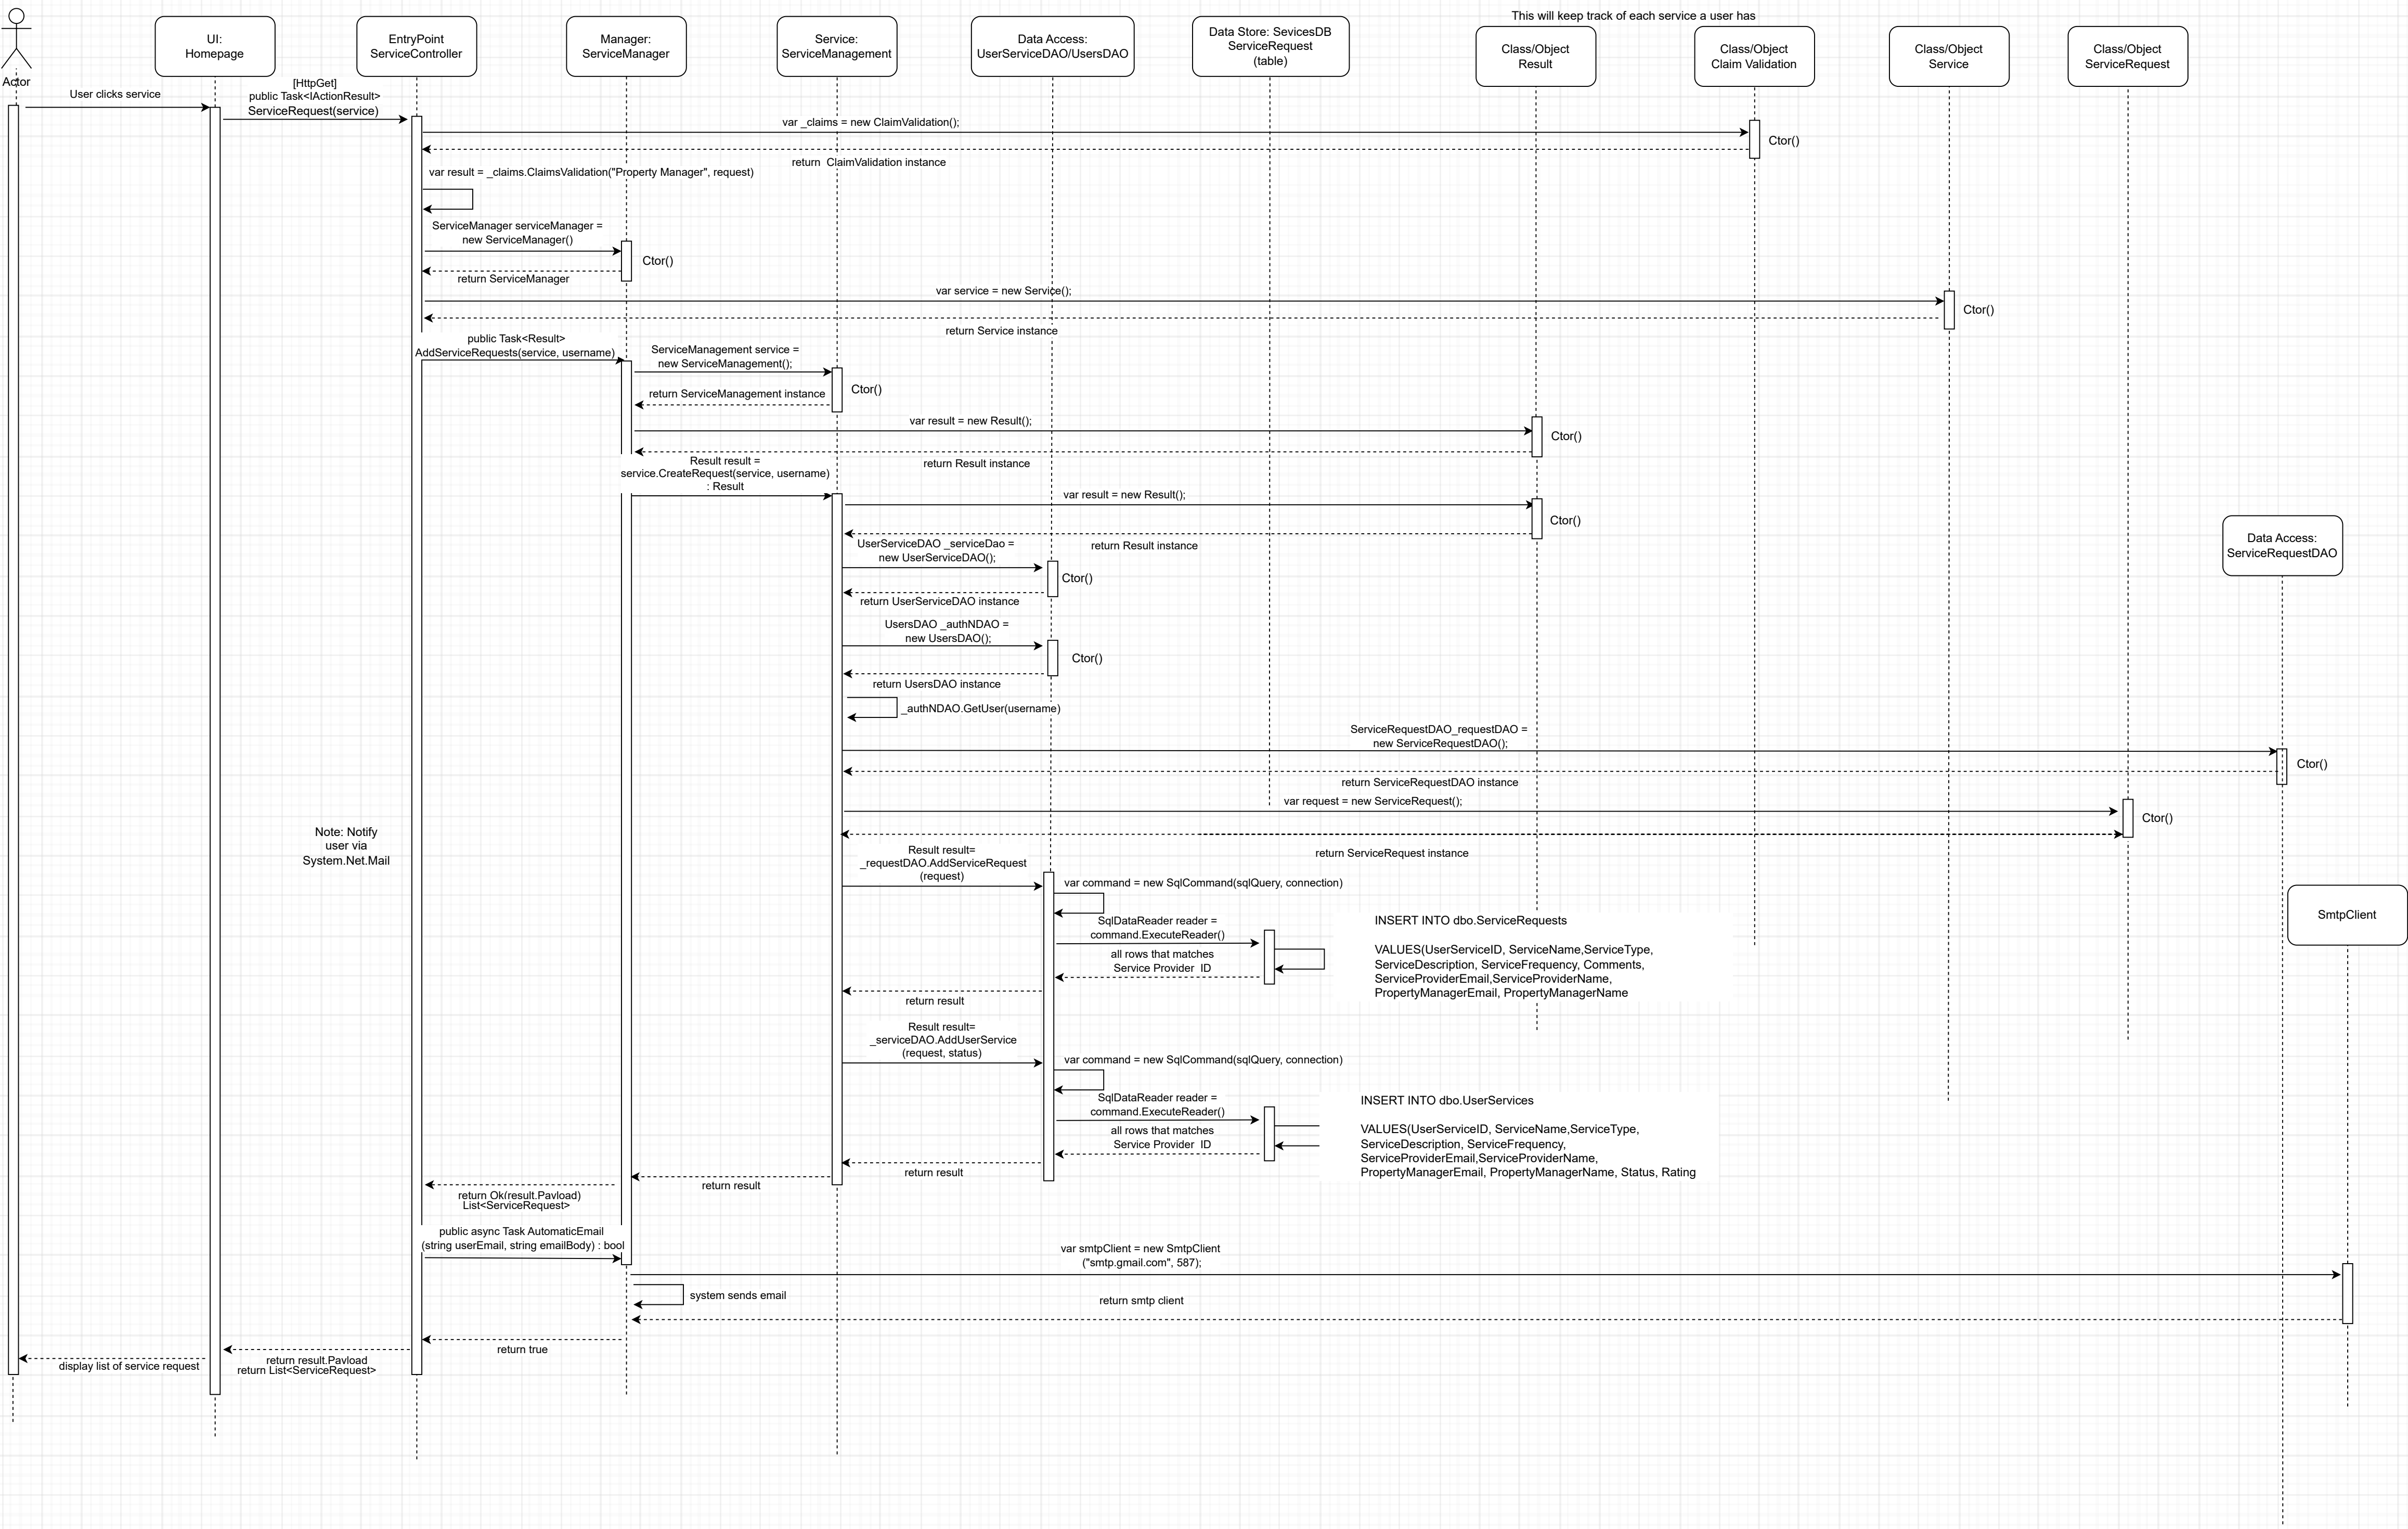 This will keep track of each service a user has
UI:
Homepage
EntryPoint
ServiceController
Manager:
ServiceManager
Service:
ServiceManagement
Data Access:
UserServiceDAO/UsersDAO
Data Store: SevicesDB
ServiceRequest
(table)
Class/Object
Result
Class/Object
Claim Validation
Class/Object
Service
Class/Object
ServiceRequest
Actor
User clicks service
[HttpGet]
public Task<IActionResult>
ServiceRequest(service)
var _claims = new ClaimValidation();
Ctor()
return  ClaimValidation instance
var result = _claims.ClaimsValidation("Property Manager", request)
ServiceManager serviceManager =
new ServiceManager()
Ctor()
return ServiceManager
var service = new Service();
Ctor()
return Service instance
public Task<Result>
AddServiceRequests(service, username)
ServiceManagement service =
new ServiceManagement();
Ctor()
return ServiceManagement instance
var result = new Result();
Ctor()
return Result instance
Result result =
service.CreateRequest(service, username)
: Result
var result = new Result();
Ctor()
return Result instance
Data Access:
ServiceRequestDAO
UserServiceDAO _serviceDao =
new UserServiceDAO();
Ctor()
return UserServiceDAO instance
UsersDAO _authNDAO =
new UsersDAO();
Ctor()
return UsersDAO instance
_authNDAO.GetUser(username)
ServiceRequestDAO_requestDAO =
new ServiceRequestDAO();
Ctor()
return ServiceRequestDAO instance
var request = new ServiceRequest();
Ctor()
Note: Notify
user via
System.Net.Mail
return ServiceRequest instance
Result result=
_requestDAO.AddServiceRequest
(request)
var command = new SqlCommand(sqlQuery, connection)
SmtpClient
SqlDataReader reader =
command.ExecuteReader()
all rows that matches
Service Provider  ID
INSERT INTO dbo.ServiceRequests
VALUES(UserServiceID, ServiceName,ServiceType,
ServiceDescription, ServiceFrequency, Comments,
ServiceProviderEmail,ServiceProviderName,
PropertyManagerEmail, PropertyManagerName
return result
Result result=
_serviceDAO.AddUserService
(request, status)
var command = new SqlCommand(sqlQuery, connection)
SqlDataReader reader =
command.ExecuteReader()
all rows that matches
Service Provider  ID
INSERT INTO dbo.UserServices
VALUES(UserServiceID, ServiceName,ServiceType,
ServiceDescription, ServiceFrequency,
ServiceProviderEmail,ServiceProviderName,
PropertyManagerEmail, PropertyManagerName, Status, Rating
return result
return result
return Ok(result.Payload)
List<ServiceRequest>
public async Task AutomaticEmail
(string userEmail, string emailBody) : bool
var smtpClient = new SmtpClient
("smtp.gmail.com", 587);
system sends email
return smtp client
return true
return result.Payload
return List<ServiceRequest>
display list of service request